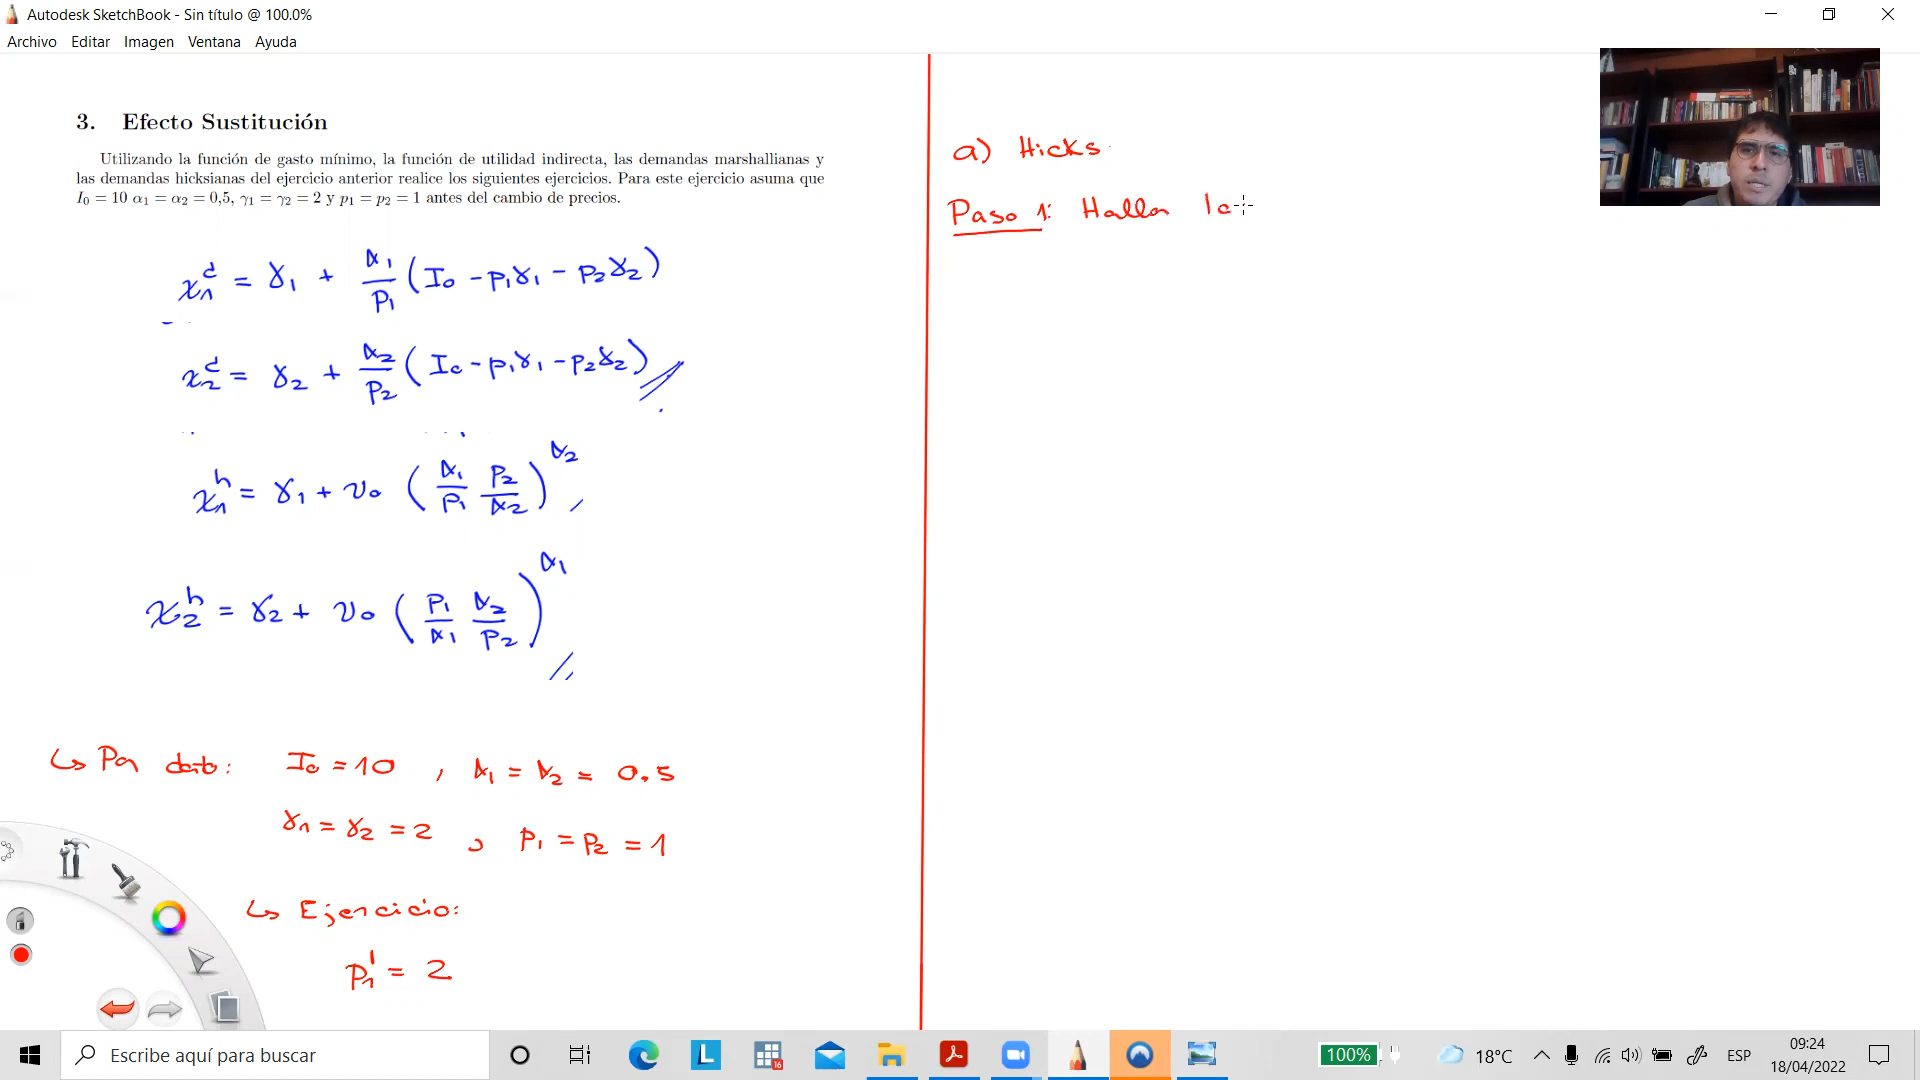 Autodesk SketchBook - Sin título @ 100.0%
Archivo Editar Imagen Ventana Ayuda
3. Efecto Sustitución
Utilizando la función de gasto mínimo, la función de utilidad indirecta, las demandas marshallianas y
las demandas hicksianas del ejercicio anterior realice los siguientes ejercicios. Para este ejercicio asuma que
I₀ = 10 α₁ = α₂ = 0,5, γ₁ = γ₂ = 2 y p₁ = p₂ = 1 antes del cambio de precios.
x₁ᵈ = γ₁ + α₁/p₁ (I₀ - p₁γ₁ - p₂γ₂)
x₂ᵈ = γ₂ + α₂/p₂ (I₀ - p₁γ₁ - p₂γ₂)
x₁ʰ = γ₁ + v₀ (α₁/p₁ p₂/α₂)^α₂
x₂ʰ = γ₂ + v₀ (p₁/α₁ α₂/p₂)^α₁
↳ Por dato: I₀ = 10 , α₁ = α₂ = 0.5
γ₁ = γ₂ = 2 , p₁ = p₂ = 1
↳ Ejercicio:
p₁' = 2
a) Hicks
Paso 1: Hallar
16
Escribe aquí para buscar
100%
18°C
ESP
09:24
18/04/2022